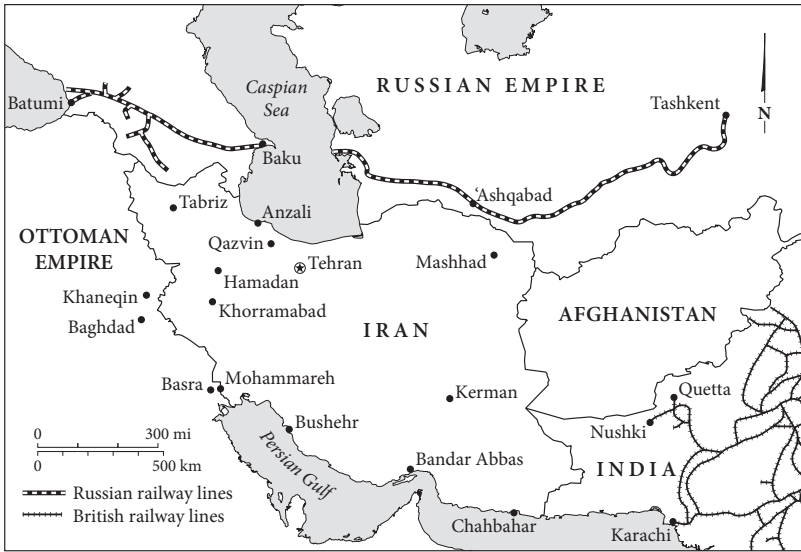 Caspian
Sea
RUSSIAN EMPIRE
Batumi
Tashkent
N
Baku
‘Ashqabad
Tabriz
Anzali
OTTOMAN
EMPIRE
Qazvin
Tehran
Mashhad
Hamadan
Khaneqin
Khorramabad
Baghdad
IRAN
AFGHANISTAN
Basra
Mohammareh
Kerman
Quetta
Bushehr
Nushki
0 300 mi
0 500 km
Persian Gulf
Bandar Abbas
INDIA
Russian railway lines
British railway lines
Chahbahar
Karachi